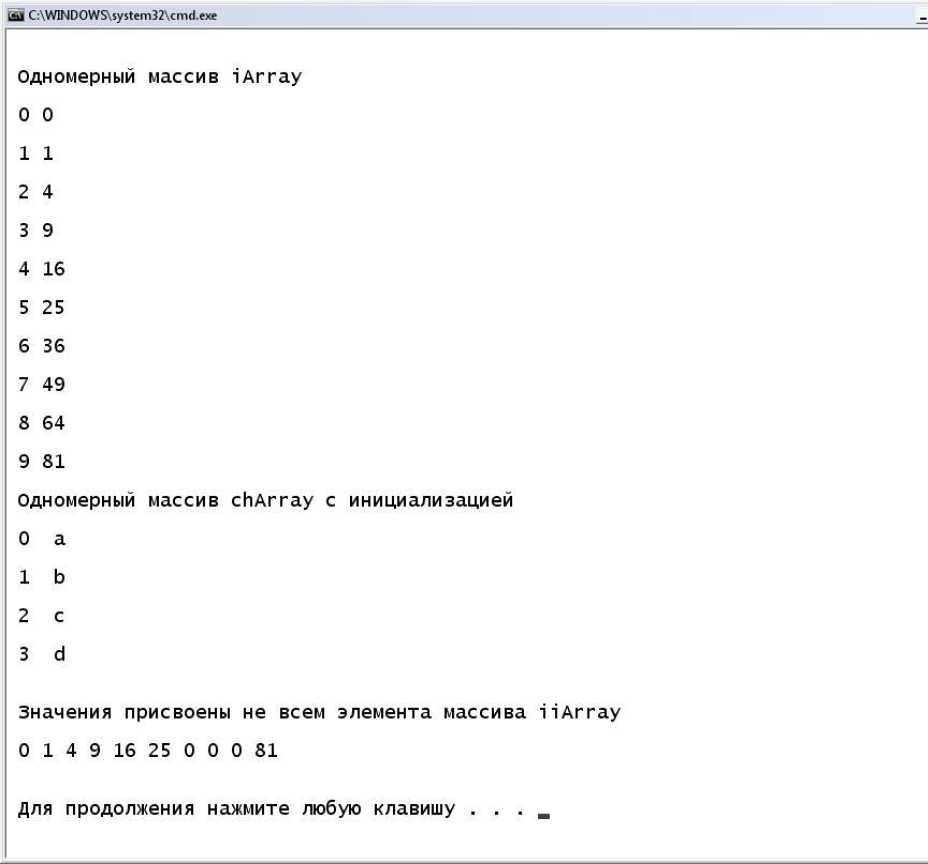 C:\WINDOWS\system32\cmd.exe
Одномерный массив iArray
0 0
1 1
2 4
3 9
4 16
5 25
6 36
7 49
8 64
9 81
Одномерный массив chArray с инициализацией
0  a
1  b
2  c
3  d
Значения присвоены не всем элемента массива iiArray
0 1 4 9 16 25 0 0 0 81
Для продолжения нажмите любую клавишу . . .